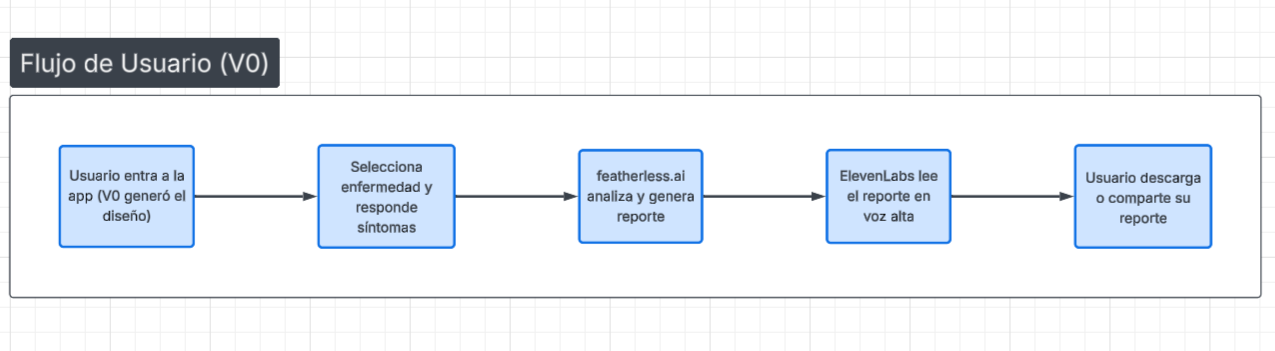 Flujo de Usuario (V0)
Usuario entra a la
app (V0 generó el
diseño)
Selecciona
enfermedad y
responde
síntomas
featherless.ai
analiza y genera
reporte
ElevenLabs lee
el reporte en
voz alta
Usuario descarga
o comparte su
reporte